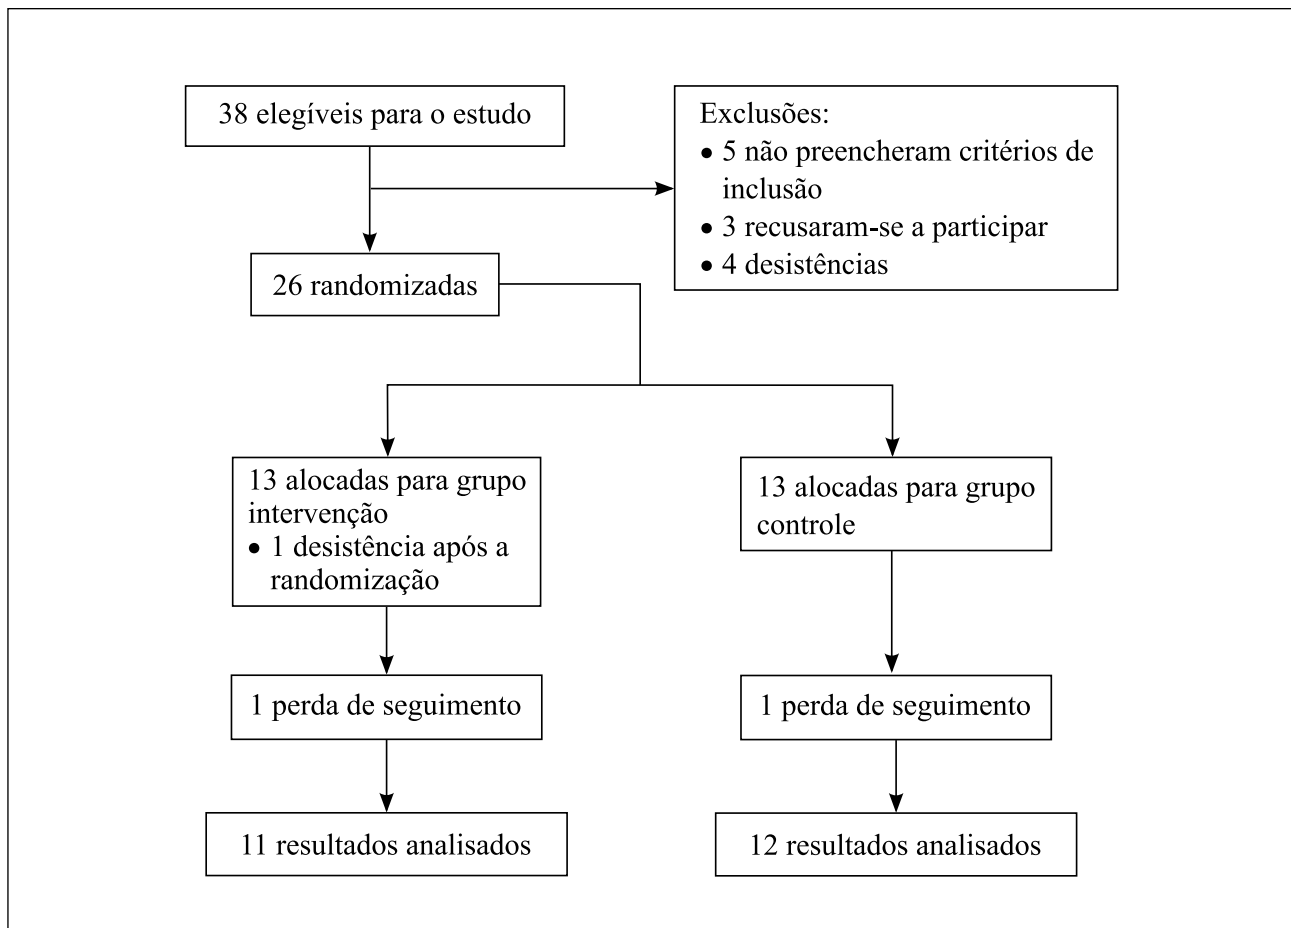 38 elegíveis para o estudo
Exclusões:
• 5 não preencheram critérios de
inclusão
• 3 recusaram-se a participar
• 4 desistências
26 randomizadas
13 alocadas para grupo
intervenção
• 1 desistência após a
randomização
13 alocadas para grupo
controle
1 perda de seguimento
1 perda de seguimento
11 resultados analisados
12 resultados analisados